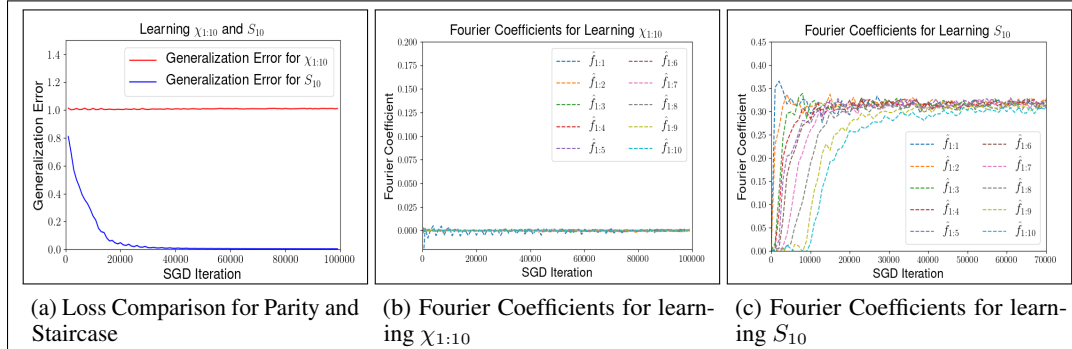 Learning χ1:10 and S10
Generalization Error
1.4
1.2
1.0
0.8
0.6
0.4
0.2
0.0
Generalization Error for χ1:10
Generalization Error for S10
0
20000
40000
60000
80000
100000
SGD Iteration
(a) Loss Comparison for Parity and
Staircase
Fourier Coefficients for Learning χ1:10
Fourier Coefficient
0.200
0.175
0.150
0.125
0.100
0.075
0.050
0.025
0.000
f̂1:1
f̂1:2
f̂1:3
f̂1:4
f̂1:5
f̂1:6
f̂1:7
f̂1:8
f̂1:9
f̂1:10
0
20000
40000
60000
80000
100000
SGD Iteration
(b) Fourier Coefficients for learn-
ing χ1:10
Fourier Coefficients for Learning S10
Fourier Coefficient
0.45
0.40
0.35
0.30
0.25
0.20
0.15
0.10
0.05
0.00
f̂1:1
f̂1:2
f̂1:3
f̂1:4
f̂1:5
f̂1:6
f̂1:7
f̂1:8
f̂1:9
f̂1:10
0
10000
20000
30000
40000
50000
60000
70000
SGD Iteration
(c) Fourier Coefficients for learn-
ing S10